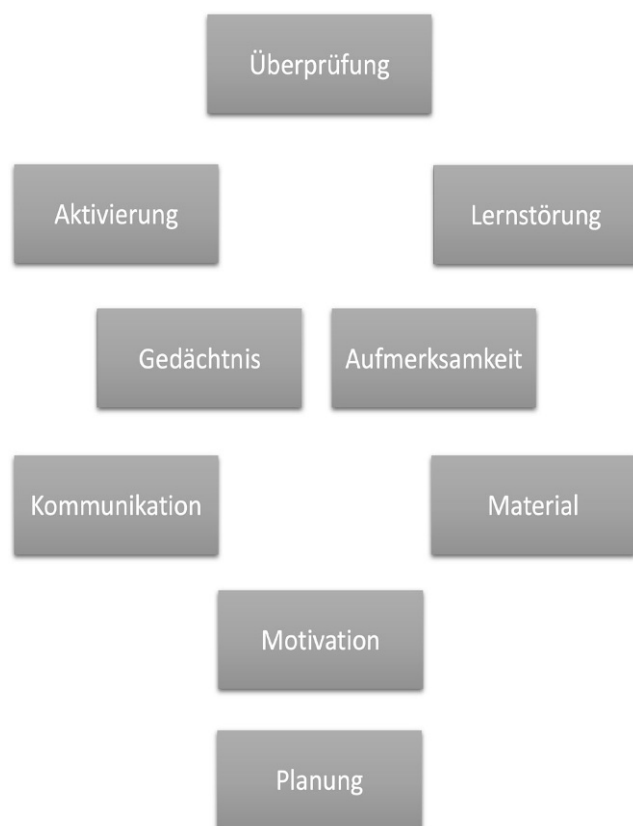 Überprüfung
Aktivierung
Lernstörung
Gedächtnis
Aufmerksamkeit
Kommunikation
Material
Motivation
Planung